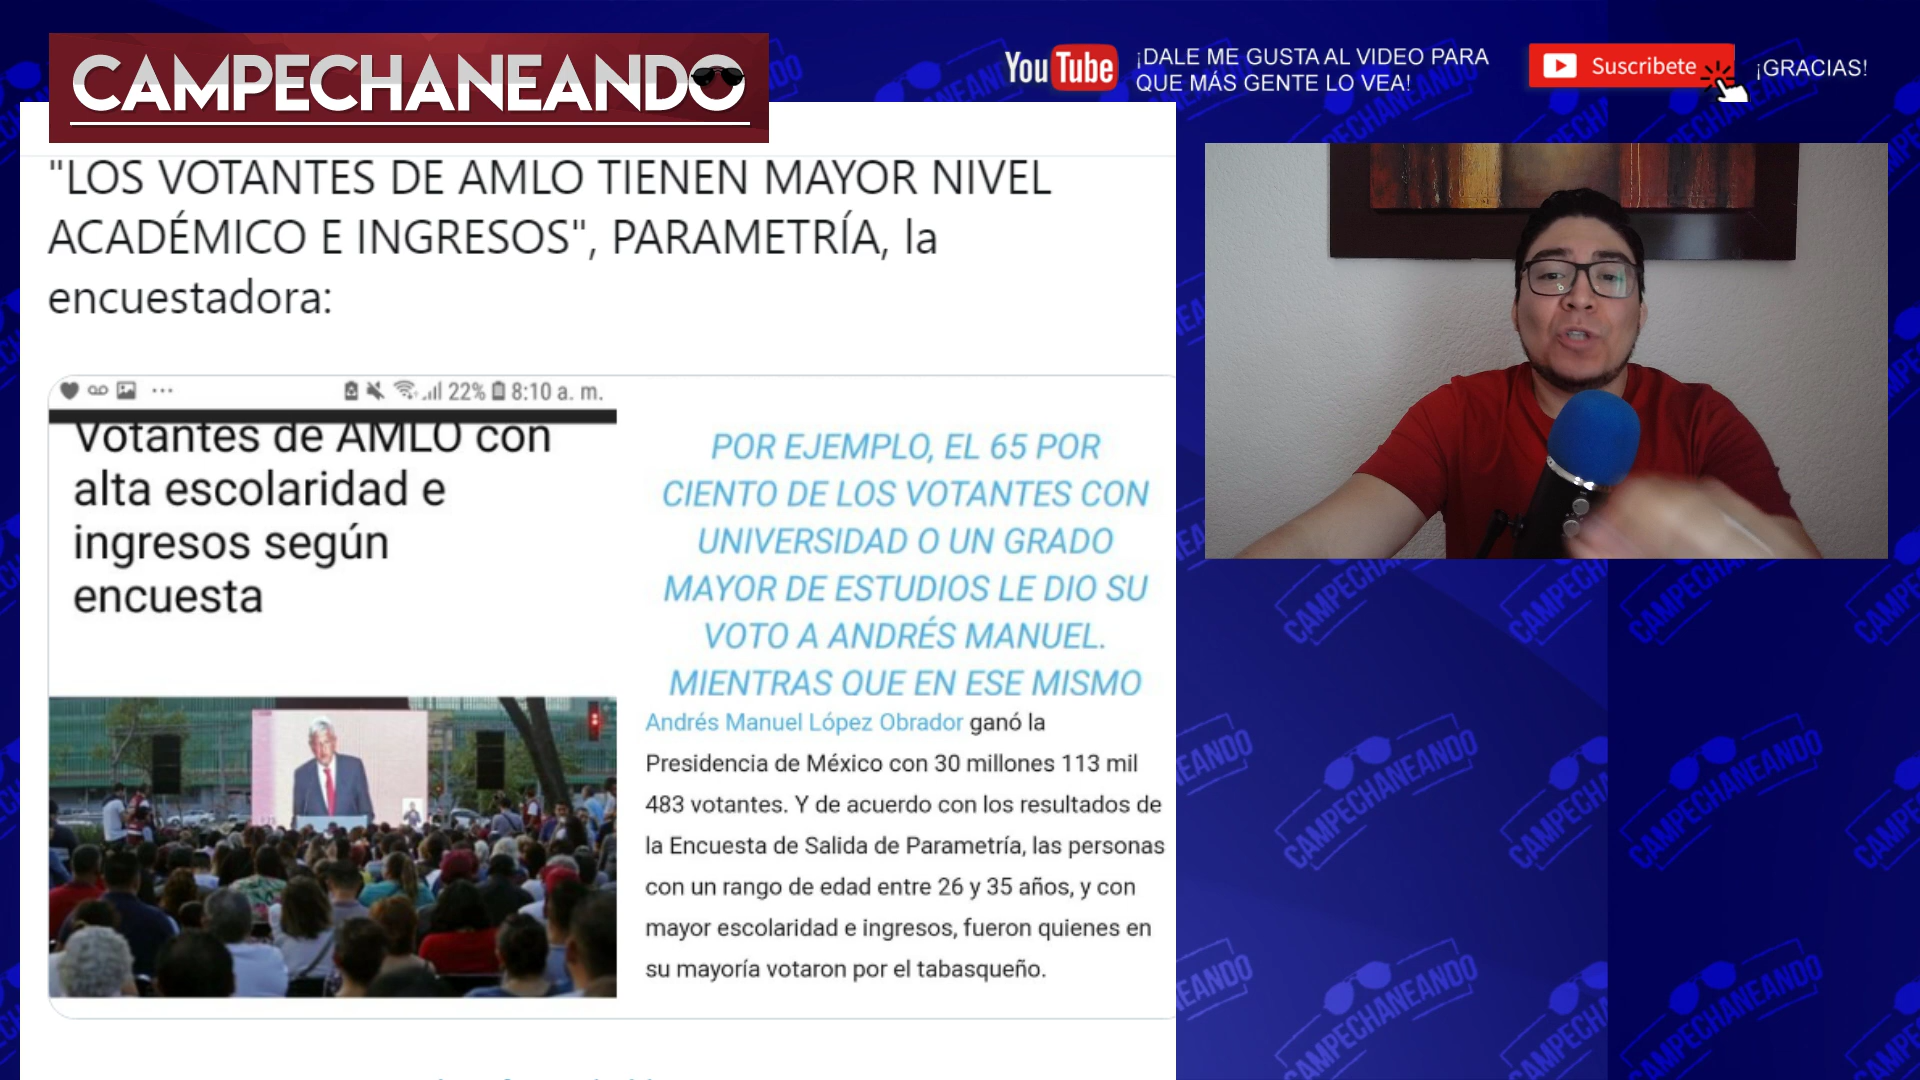 CAMPECHANEANDO
YouTube
¡DALE ME GUSTA AL VIDEO PARA
QUE MÁS GENTE LO VEA!
Suscribete
¡GRACIAS!
"LOS VOTANTES DE AMLO TIENEN MAYOR NIVEL
ACADÉMICO E INGRESOS", PARAMETRÍA, la
encuestadora:
22% 8:10 a. m.
Votantes de AMLO con
alta escolaridad e
ingresos según
encuesta
POR EJEMPLO, EL 65 POR
CIENTO DE LOS VOTANTES CON
UNIVERSIDAD O UN GRADO
MAYOR DE ESTUDIOS LE DIO SU
VOTO A ANDRÉS MANUEL.
MIENTRAS QUE EN ESE MISMO
Andrés Manuel López Obrador ganó la
Presidencia de México con 30 millones 113 mil
483 votantes. Y de acuerdo con los resultados de
la Encuesta de Salida de Parametría, las personas
con un rango de edad entre 26 y 35 años, y con
mayor escolaridad e ingresos, fueron quienes en
su mayoría votaron por el tabasqueño.
CAMPECHANEANDO
CAMPECHANEANDO
CAMPECHANEANDO
CAMPECHANEANDO